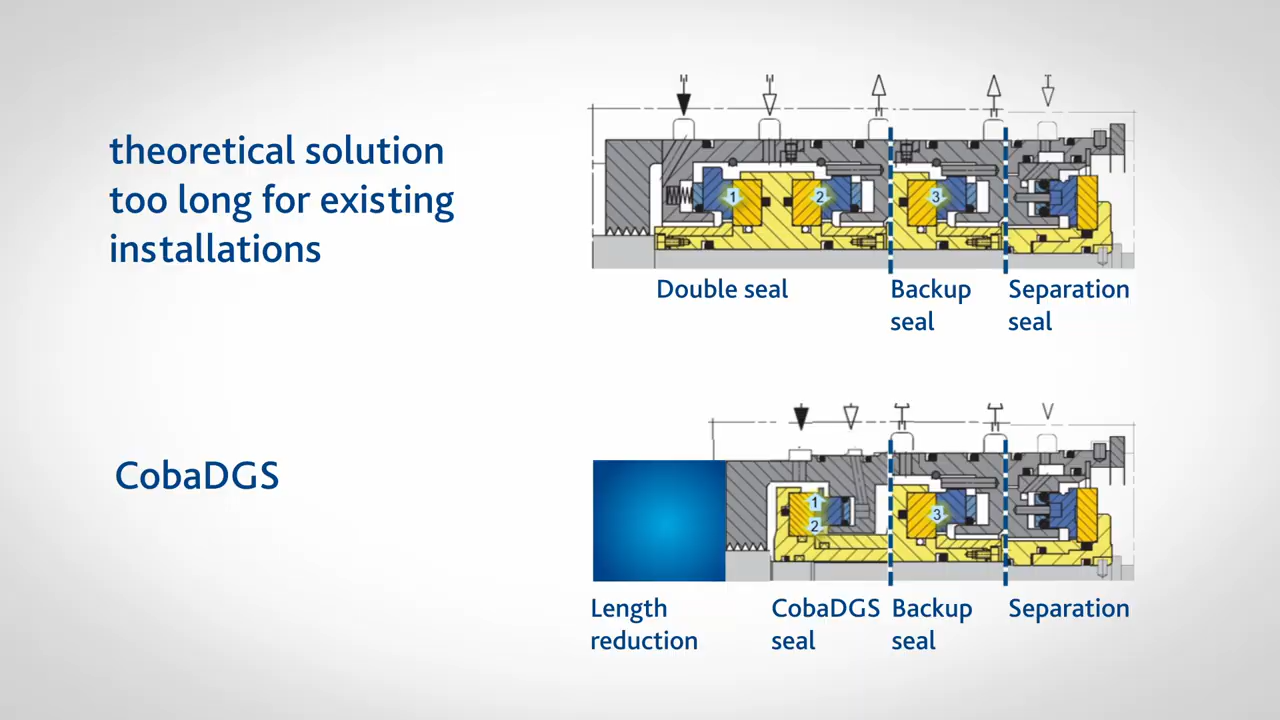 theoretical solution
too long for existing
installations
1
2
3
Double seal
Backup
seal
Separation
seal
CobaDGS
1
2
3
Length
reduction
CobaDGS
seal
Backup
seal
Separation